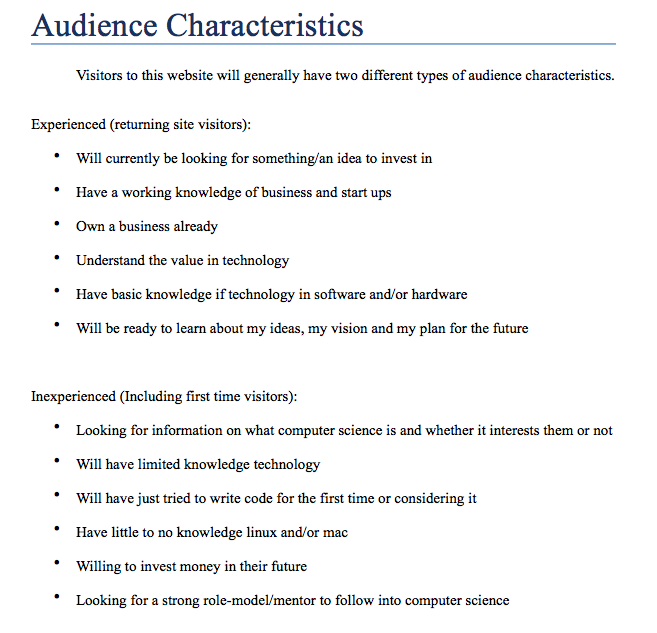 Audience Characteristics
Visitors to this website will generally have two different types of audience characteristics.
Experienced (returning site visitors):
• Will currently be looking for something/an idea to invest in
• Have a working knowledge of business and start ups
• Own a business already
• Understand the value in technology
• Have basic knowledge if technology in software and/or hardware
• Will be ready to learn about my ideas, my vision and my plan for the future
Inexperienced (Including first time visitors):
• Looking for information on what computer science is and whether it interests them or not
• Will have limited knowledge technology
• Will have just tried to write code for the first time or considering it
• Have little to no knowledge linux and/or mac
• Willing to invest money in their future
• Looking for a strong role-model/mentor to follow into computer science